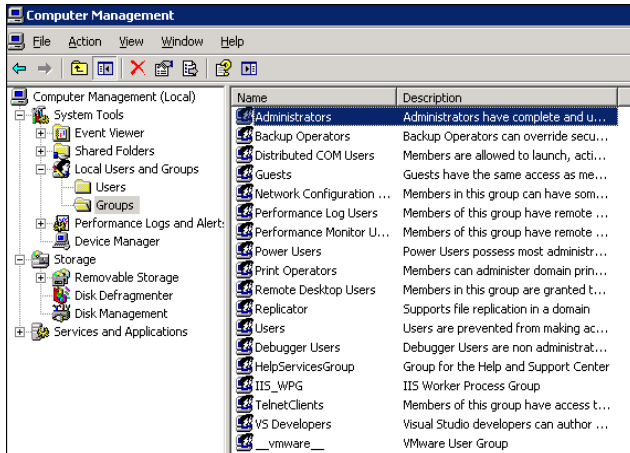 Computer Management
File Action View Window Help
Computer Management (Local)
System Tools
Event Viewer
Shared Folders
Local Users and Groups
Users
Groups
Performance Logs and Alert:
Device Manager
Storage
Removable Storage
Disk Defragmenter
Disk Management
Services and Applications
Name Description
Administrators Administrators have complete and u...
Backup Operators Backup Operators can override secu...
Distributed COM Users Members are allowed to launch, acti...
Guests Guests have the same access as me...
Network Configuration ... Members in this group can have som...
Performance Log Users Members of this group have remote ...
Performance Monitor U... Members of this group have remote ...
Power Users Power Users possess most administr...
Print Operators Members can administer domain prin...
Remote Desktop Users Members in this group are granted t...
Replicator Supports file replication in a domain
Users Users are prevented from making ac...
Debugger Users Debugger Users are non administrat...
HelpServicesGroup Group for the Help and Support Center
IIS_WPG IIS Worker Process Group
TelnetClients Members of this group have access t...
VS Developers Visual Studio developers can author ...
__vmware__ VMware User Group